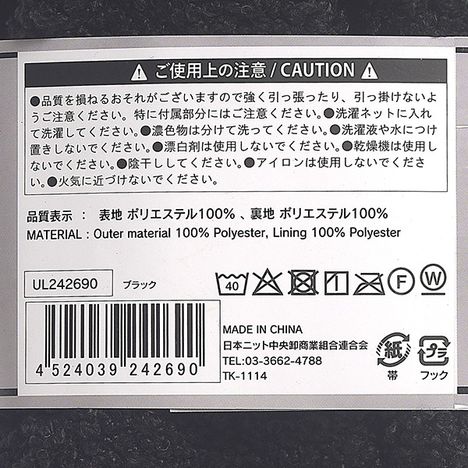 ご使用上の注意 / CAUTION
●品質を損ねるおそれがございますので強く引っ張ったり、引っ掛けないよ
うご注意ください。特に付属部分にはご注意ください。●洗濯ネットに入れ
て洗濯してください。●濃色物は分けて洗ってください。●洗濯液や水につけ
置きしないでください。●漂白剤は使用しないでください。●乾燥機は使用し
ないでください。●陰干ししてください。●アイロンは使用しないでくださ
い。●火気に近づけないでください。
品質表示 : 表地 ポリエステル100% 、裏地 ポリエステル100%
MATERIAL : Outer material 100% Polyester, Lining 100% Polyester
UL242690 ブラック
40 F W
4 524039 242690
MADE IN CHINA
日本ニット中央卸商業組合連合会
TEL:03-3662-4788
TK-1114
紙
帯
プラ
フック